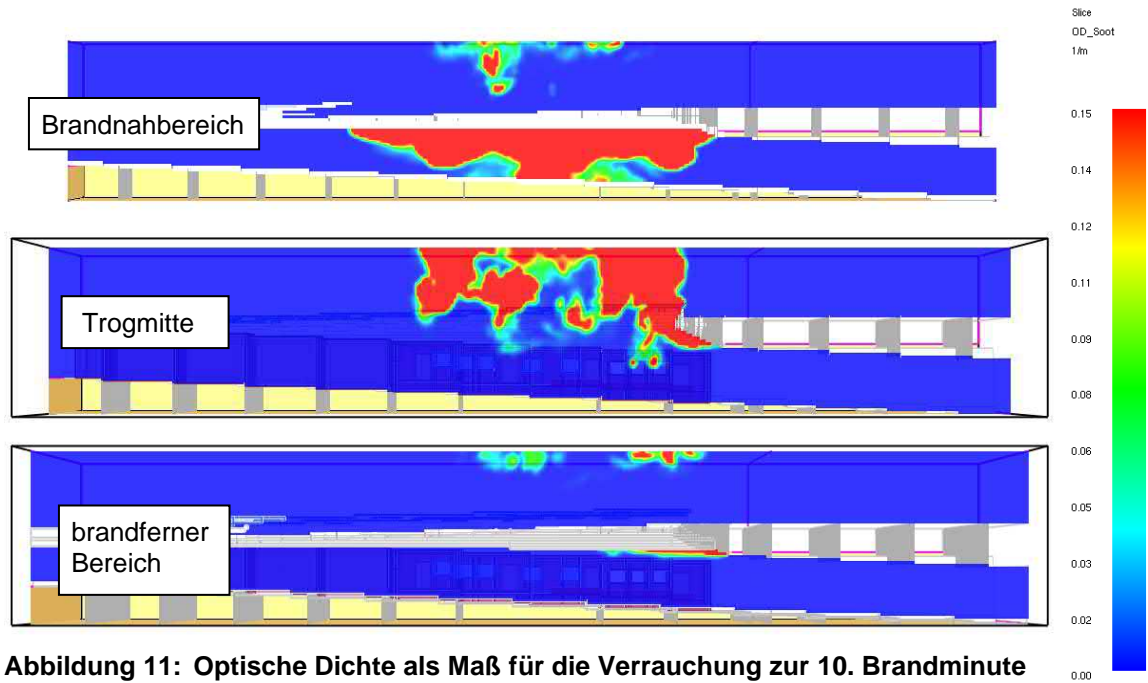 Slice
OD_Soot
1/m
Brandnahbereich
0.15
0.14
0.12
Trogmitte
0.11
0.09
0.08
0.06
brandferner
Bereich
0.05
0.03
0.02
0.00
Abbildung 11: Optische Dichte als Maß für die Verrauchung zur 10. Brandminute